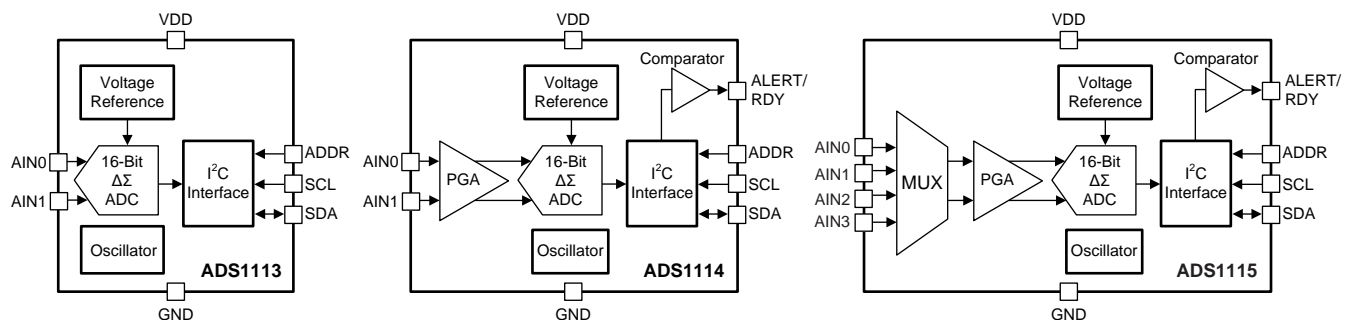 VDD
Voltage
Reference
AIN0
AIN1
16-Bit
ΔΣ
ADC
I²C
Interface
ADDR
SCL
SDA
Oscillator
ADS1113
GND
VDD
Comparator
ALERT/
RDY
Voltage
Reference
AIN0
AIN1
PGA
16-Bit
ΔΣ
ADC
I²C
Interface
ADDR
SCL
SDA
Oscillator
ADS1114
GND
VDD
Comparator
ALERT/
RDY
Voltage
Reference
AIN0
AIN1
AIN2
AIN3
MUX
PGA
16-Bit
ΔΣ
ADC
I²C
Interface
ADDR
SCL
SDA
Oscillator
ADS1115
GND